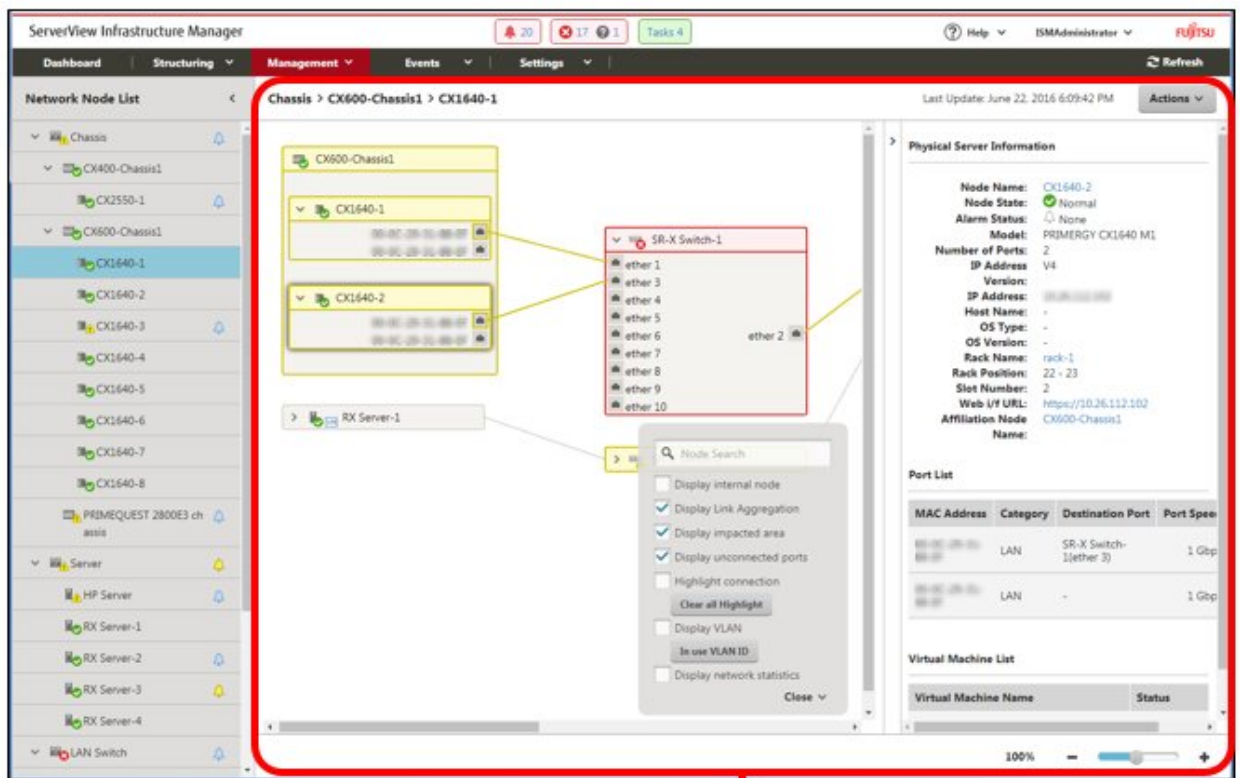 ServerView Infrastructure Manager
20
17 1
Tasks 4
Help
ISMAdministrator
FUJITSU
Dashboard
Structuring
Management
Events
Settings
Refresh
Network Node List
Chassis
CX400-Chassis1
CX2550-1
CX600-Chassis1
CX1640-1
CX1640-2
CX1640-3
CX1640-4
CX1640-5
CX1640-6
CX1640-7
CX1640-8
PRIMEQUEST 2800E3 ch
assis
Server
HP Server
RX Server-1
RX Server-2
RX Server-3
RX Server-4
LAN Switch
Chassis > CX600-Chassis1 > CX1640-1
Last Update: June 22, 2016 6:09:42 PM
Actions
CX600-Chassis1
CX1640-1
CX1640-2
RX Server-1
SR-X Switch-1
ether 1
ether 3
ether 4
ether 5
ether 6
ether 7
ether 8
ether 9
ether 10
ether 2
Node Search
Display internal node
Display Link Aggregation
Display impacted area
Display unconnected ports
Highlight connection
Clear all Highlight
Display VLAN
In use VLAN ID
Display network statistics
Close
Physical Server Information
Node Name: CX1640-2
Node State: Normal
Alarm Status: None
Model: PRIMERGY CX1640 M1
Number of Ports: 2
IP Address V4
Version:
IP Address:
Host Name: -
OS Type: -
OS Version: -
Rack Name: rack-1
Rack Position: 22 - 23
Slot Number: 2
Web i/f URL: https://10.26.112.102
Affiliation Node CX600-Chassis1
Name:
Port List
MAC Address Category Destination Port Port Spee
LAN SR-X Switch-
1(ether 3) 1 Gbp
LAN - 1 Gbp
Virtual Machine List
Virtual Machine Name Status
100% - +